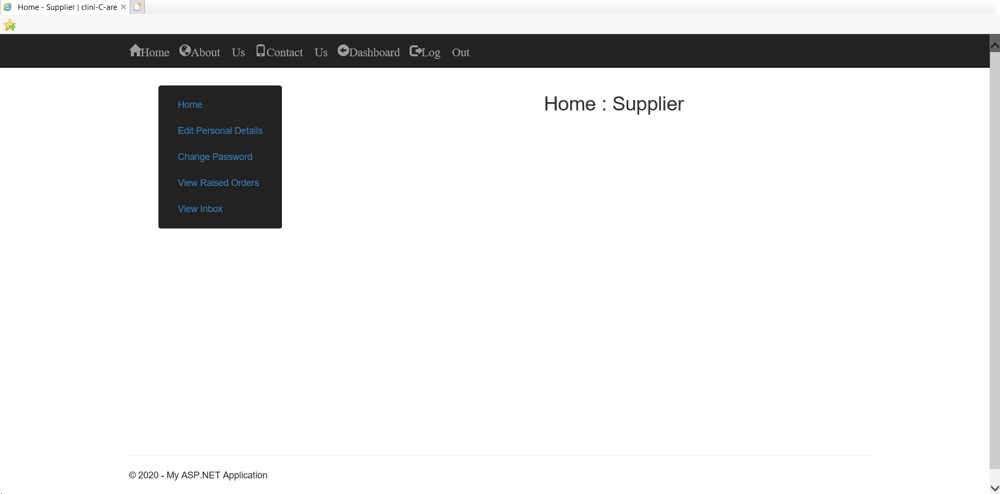 Home - Supplier | clini-C-are
Home About Us Contact Us Dashboard Log Out
Home
Edit Personal Details
Change Password
View Raised Orders
View Inbox
Home : Supplier
© 2020 - My ASP.NET Application